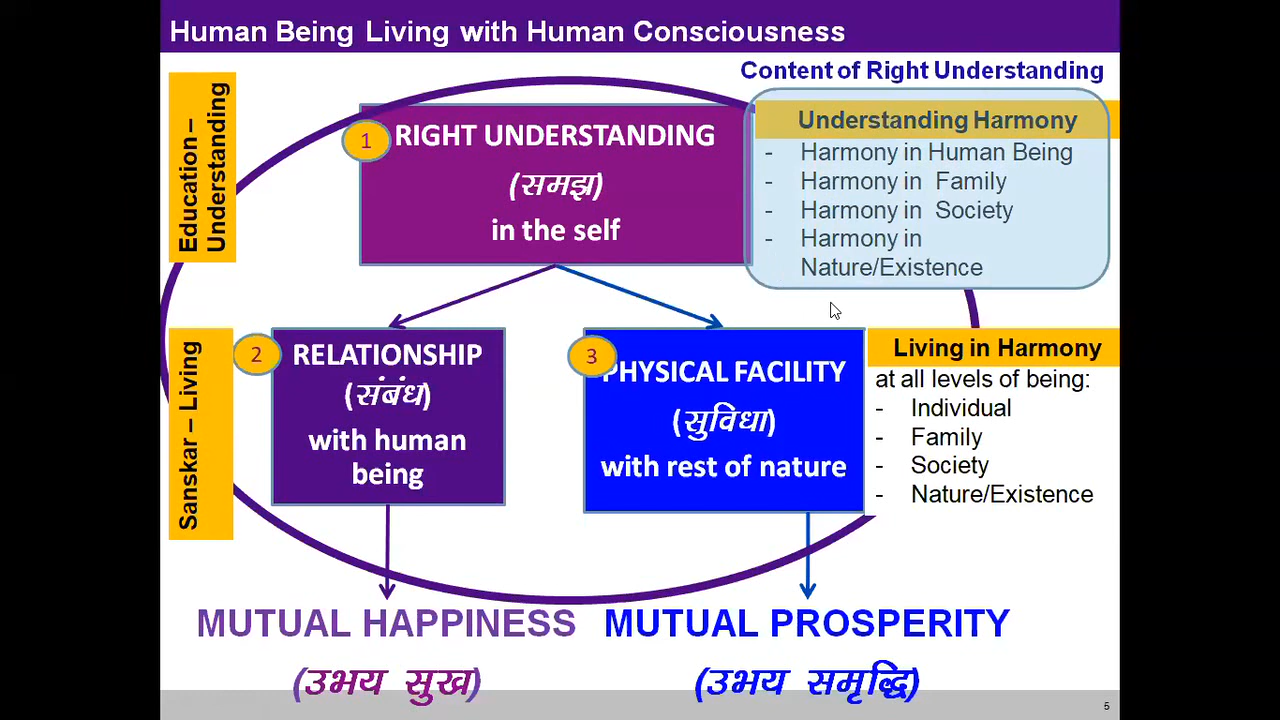 Human Being Living with Human Consciousness
Content of Right Understanding
Education –
Understanding
1
RIGHT UNDERSTANDING
(समझ)
in the self
Understanding Harmony
- Harmony in Human Being
- Harmony in Family
- Harmony in Society
- Harmony in
Nature/Existence
Sanskar – Living
2
RELATIONSHIP
(संबंध)
with human
being
3
PHYSICAL FACILITY
(सुविधा)
with rest of nature
Living in Harmony
at all levels of being:
- Individual
- Family
- Society
- Nature/Existence
MUTUAL HAPPINESS
(उभय सुख)
MUTUAL PROSPERITY
(उभय समृद्धि)
5